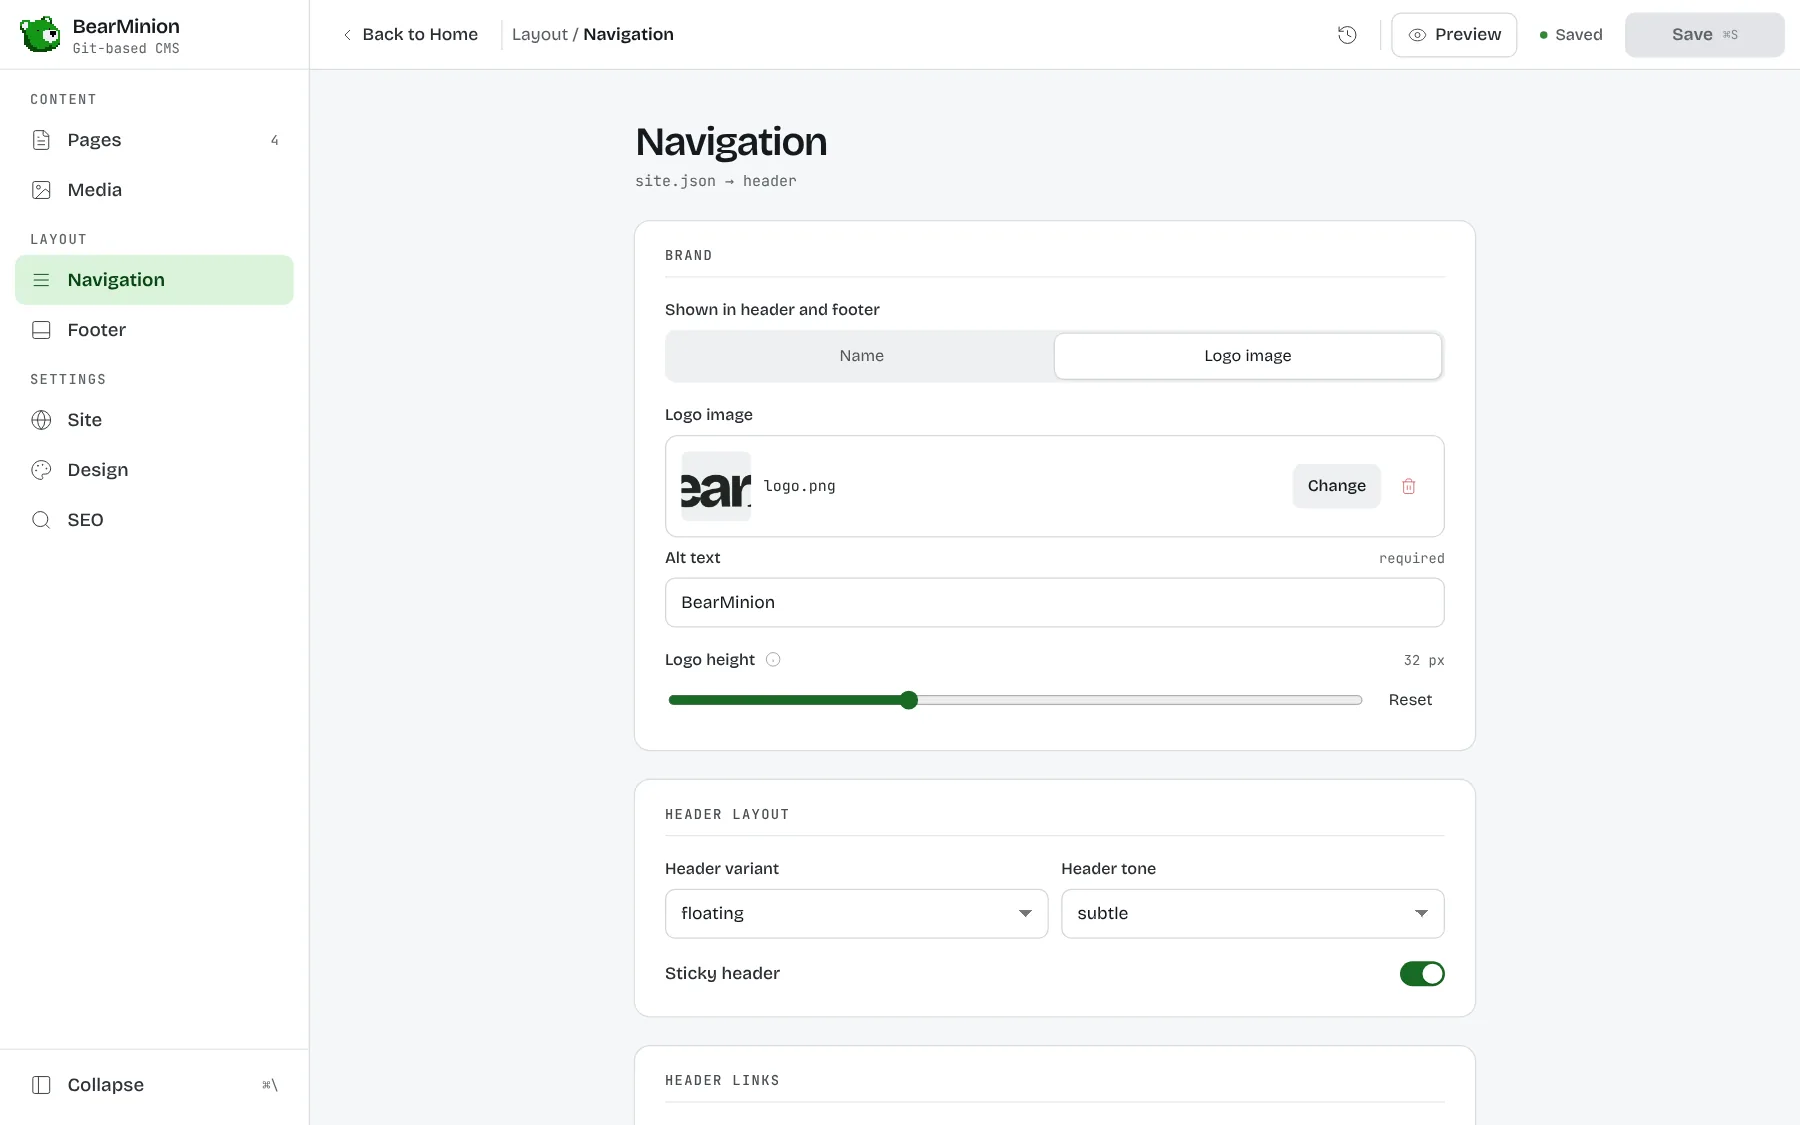 BearMinion
Git-based CMS
Back to Home
Layout / Navigation
Preview
Saved
Save ⌘S
CONTENT
Pages 4
Media
LAYOUT
Navigation
Footer
SETTINGS
Site
Design
SEO
Collapse ⌘\
Navigation
site.json → header
BRAND
Shown in header and footer
Name
Logo image
Logo image
ear
logo.png
Change
Alt text required
BearMinion
Logo height 32 px
Reset
HEADER LAYOUT
Header variant
Header tone
floating
subtle
Sticky header
HEADER LINKS